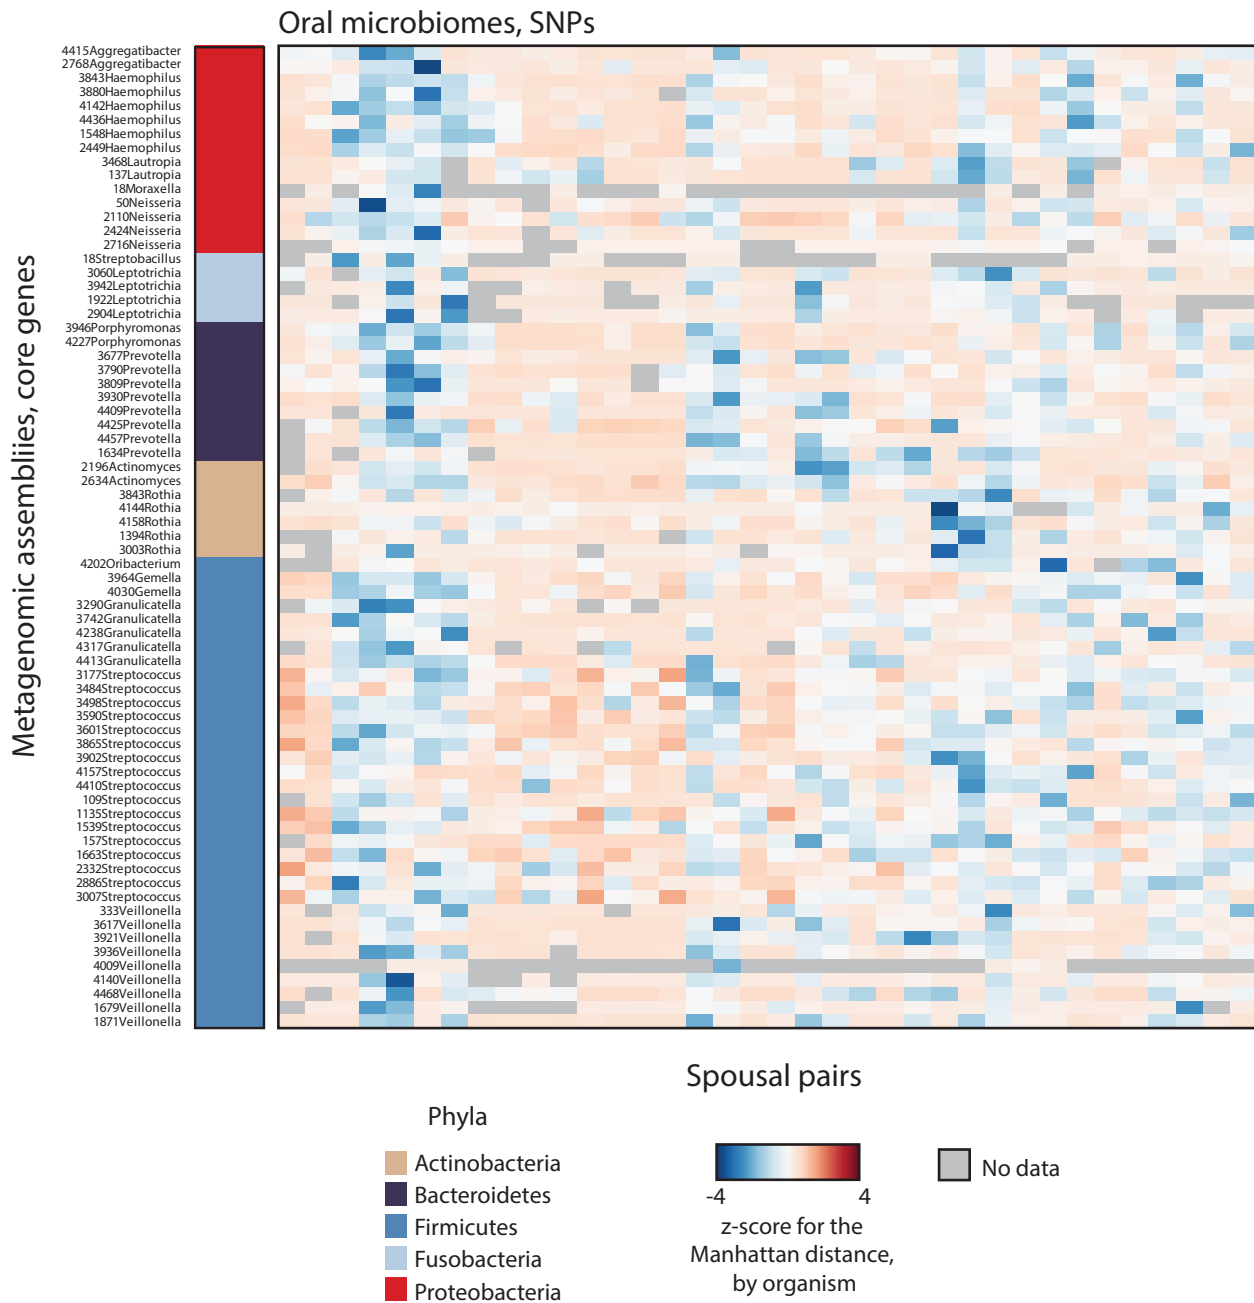 Oral microbiomes, SNPs
Metagenomic assembliies, core genes
4415Aggregatibacter
2768Aggregatibacter
3843Haemophilus
3880Haemophilus
4142Haemophilus
4436Haemophilus
1548Haemophilus
2449Haemophilus
3468Lautropia
137Lautropia
18Moraxella
50Neisseria
2110Neisseria
2424Neisseria
2716Neisseria
18Streptobacillus
3060Leptotrichia
3942Leptotrichia
1922Leptotrichia
2904Leptotrichia
3946Porphyromonas
4227Porphyromonas
3677Prevotella
3790Prevotella
3809Prevotella
3930Prevotella
4409Prevotella
4425Prevotella
4457Prevotella
1634Prevotella
2196Actinomyces
2634Actinomyces
3843Rothia
4144Rothia
4158Rothia
1394Rothia
3003Rothia
4202Oribacterium
3964Gemella
4030Gemella
3290Granulicatella
3742Granulicatella
4238Granulicatella
4317Granulicatella
4413Granulicatella
3177Streptococcus
3484Streptococcus
3498Streptococcus
3590Streptococcus
3601Streptococcus
3865Streptococcus
3902Streptococcus
4157Streptococcus
4410Streptococcus
109Streptococcus
1135Streptococcus
1539Streptococcus
157Streptococcus
1663Streptococcus
2332Streptococcus
2886Streptococcus
3007Streptococcus
333Veillonella
3617Veillonella
3921Veillonella
3936Veillonella
4009Veillonella
4140Veillonella
4468Veillonella
1679Veillonella
1871Veillonella
Spousal pairs
Phyla
Actinobacteria
Bacteroidetes
Firmicutes
Fusobacteria
Proteobacteria
-4 4
z-score for the
Manhattan distance,
by organism
No data